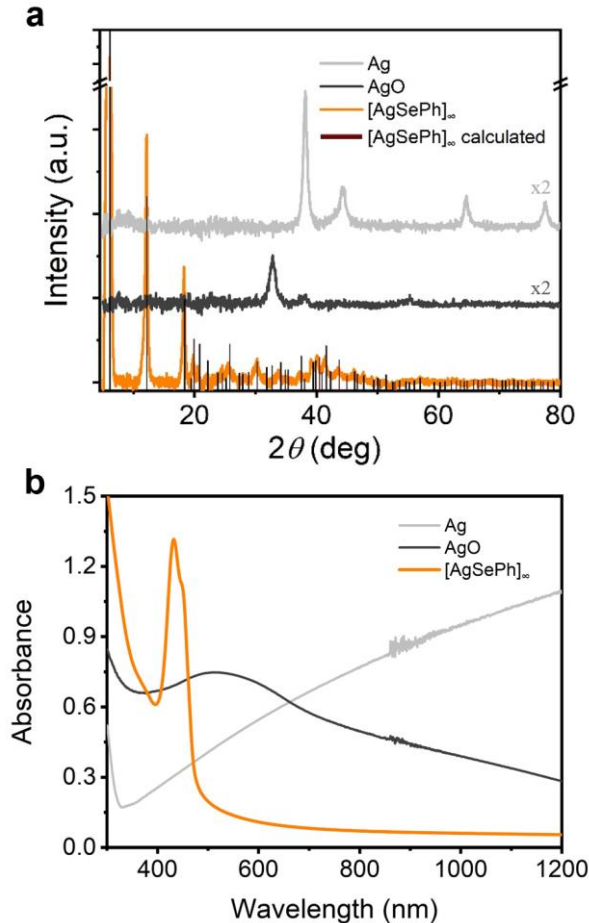 a
Ag
AgO
[AgSePh]∞
[AgSePh]∞ calculated
x2
x2
Intensity (a.u.)
20 40 60 80
2θ (deg)
b
1.5
1.2
0.9
0.6
0.3
0.0
Ag
AgO
[AgSePh]∞
Absorbance
400 600 800 1000 1200
Wavelength (nm)